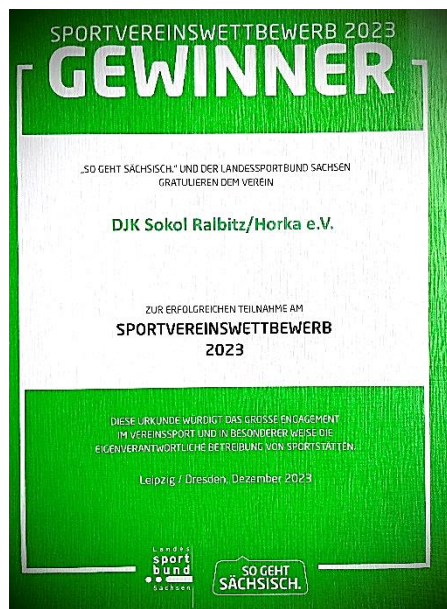 SPORTVEREINSWETTBEWERB 2023
GEWINNER
„SO GEHT SÄCHSISCH.“ UND DER LANDESSPORTBUND SACHSEN
GRATULIEREN DEM VEREIN
DJK Sokol Ralbitz/Horka e.V.
ZUR ERFOLGREICHEN TEILNAHME AM
SPORTVEREINSWETTBEWERB
2023
DIESE URKUNDE WÜRDIGT DAS GROSSE ENGAGEMENT
IM VEREINSSPORT UND IN BESONDERER WEISE DIE
EIGENVERANTWORTLICHE BETREIBUNG VON SPORTSTÄTTEN.
Leipzig / Dresden, Dezember 2023
Landes
sport
bund
Sachsen
SO GEHT
SÄCHSISCH.